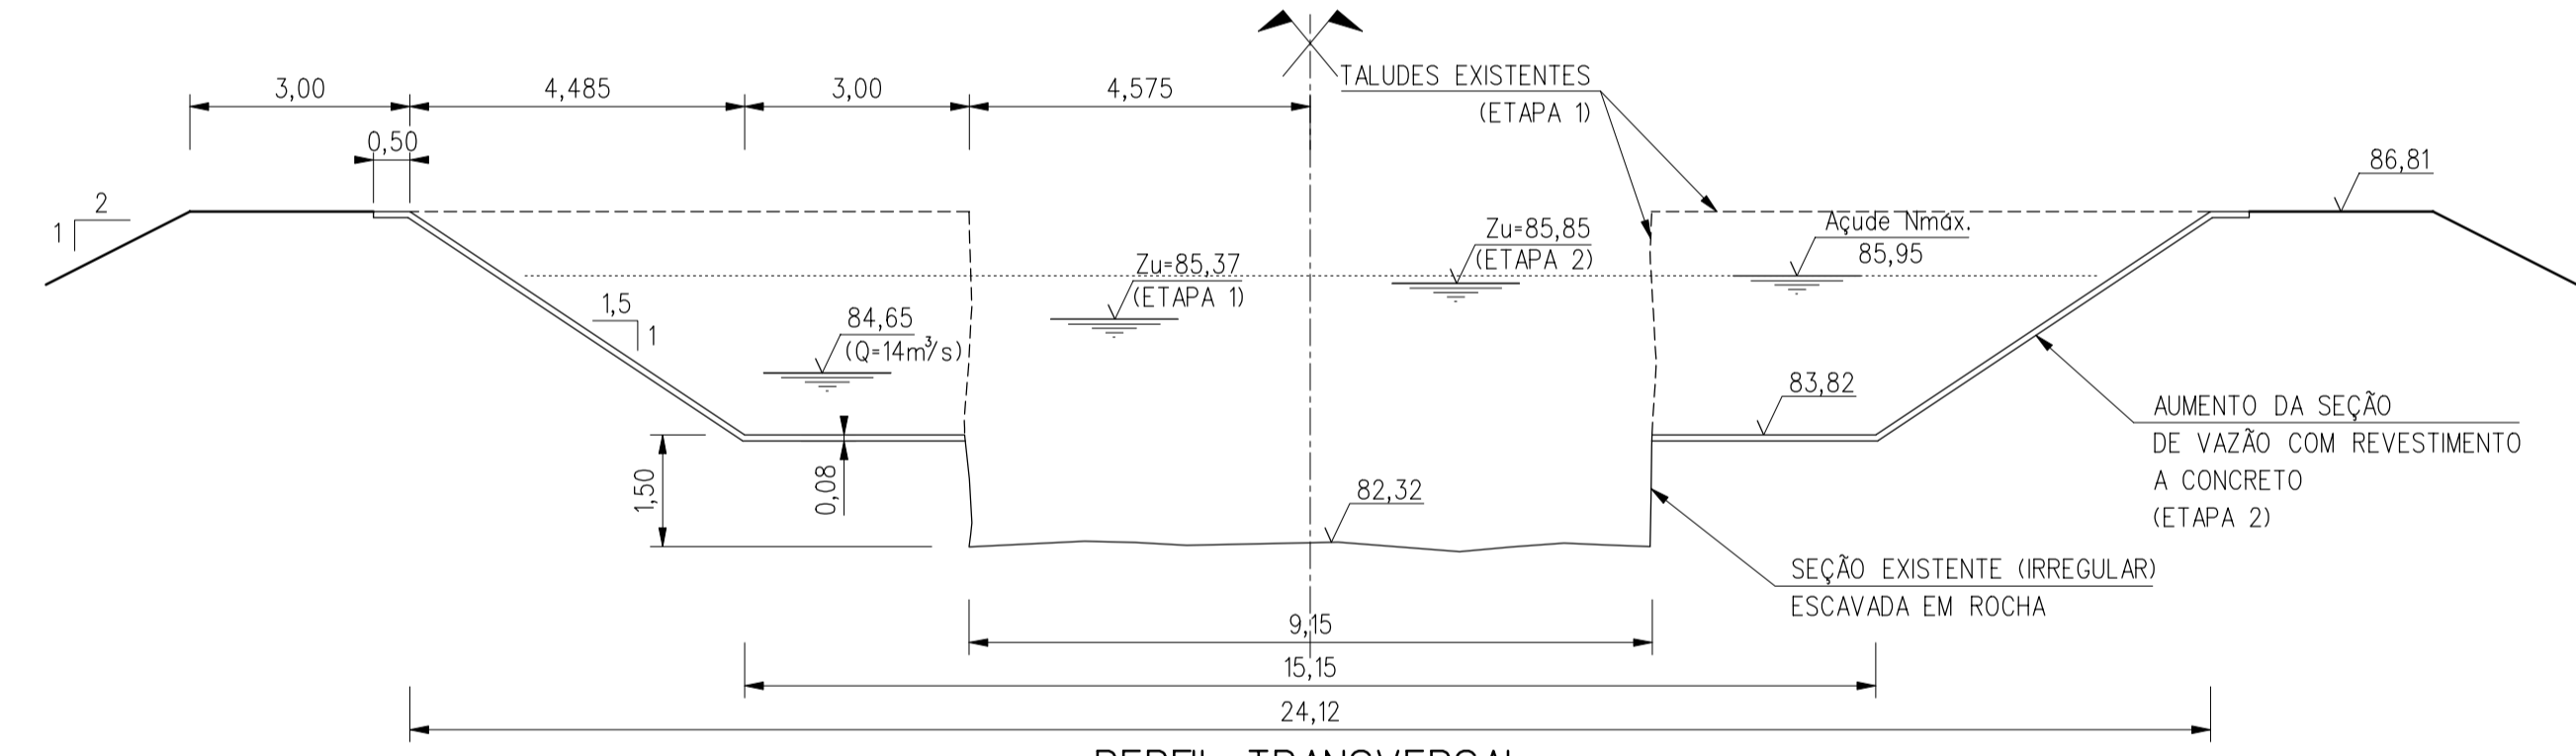 3,00
4,485
3,00
4,575
TALUDES EXISTENTES
(ETAPA 1)
0,50
86,81
2
1
Açude Nmáx.
85,95
Zu=85,85
(ETAPA 2)
Zu=85,37
(ETAPA 1)
1,5
1
84,65
(Q=14m³/s)
83,82
AUMENTO DA SEÇÃO
DE VAZÃO COM REVESTIMENTO
A CONCRETO
(ETAPA 2)
1,50
0,08
82,32
SEÇÃO EXISTENTE (IRREGULAR)
ESCAVADA EM ROCHA
9,15
15,15
24,12
PERFIL TRANSVERSAL